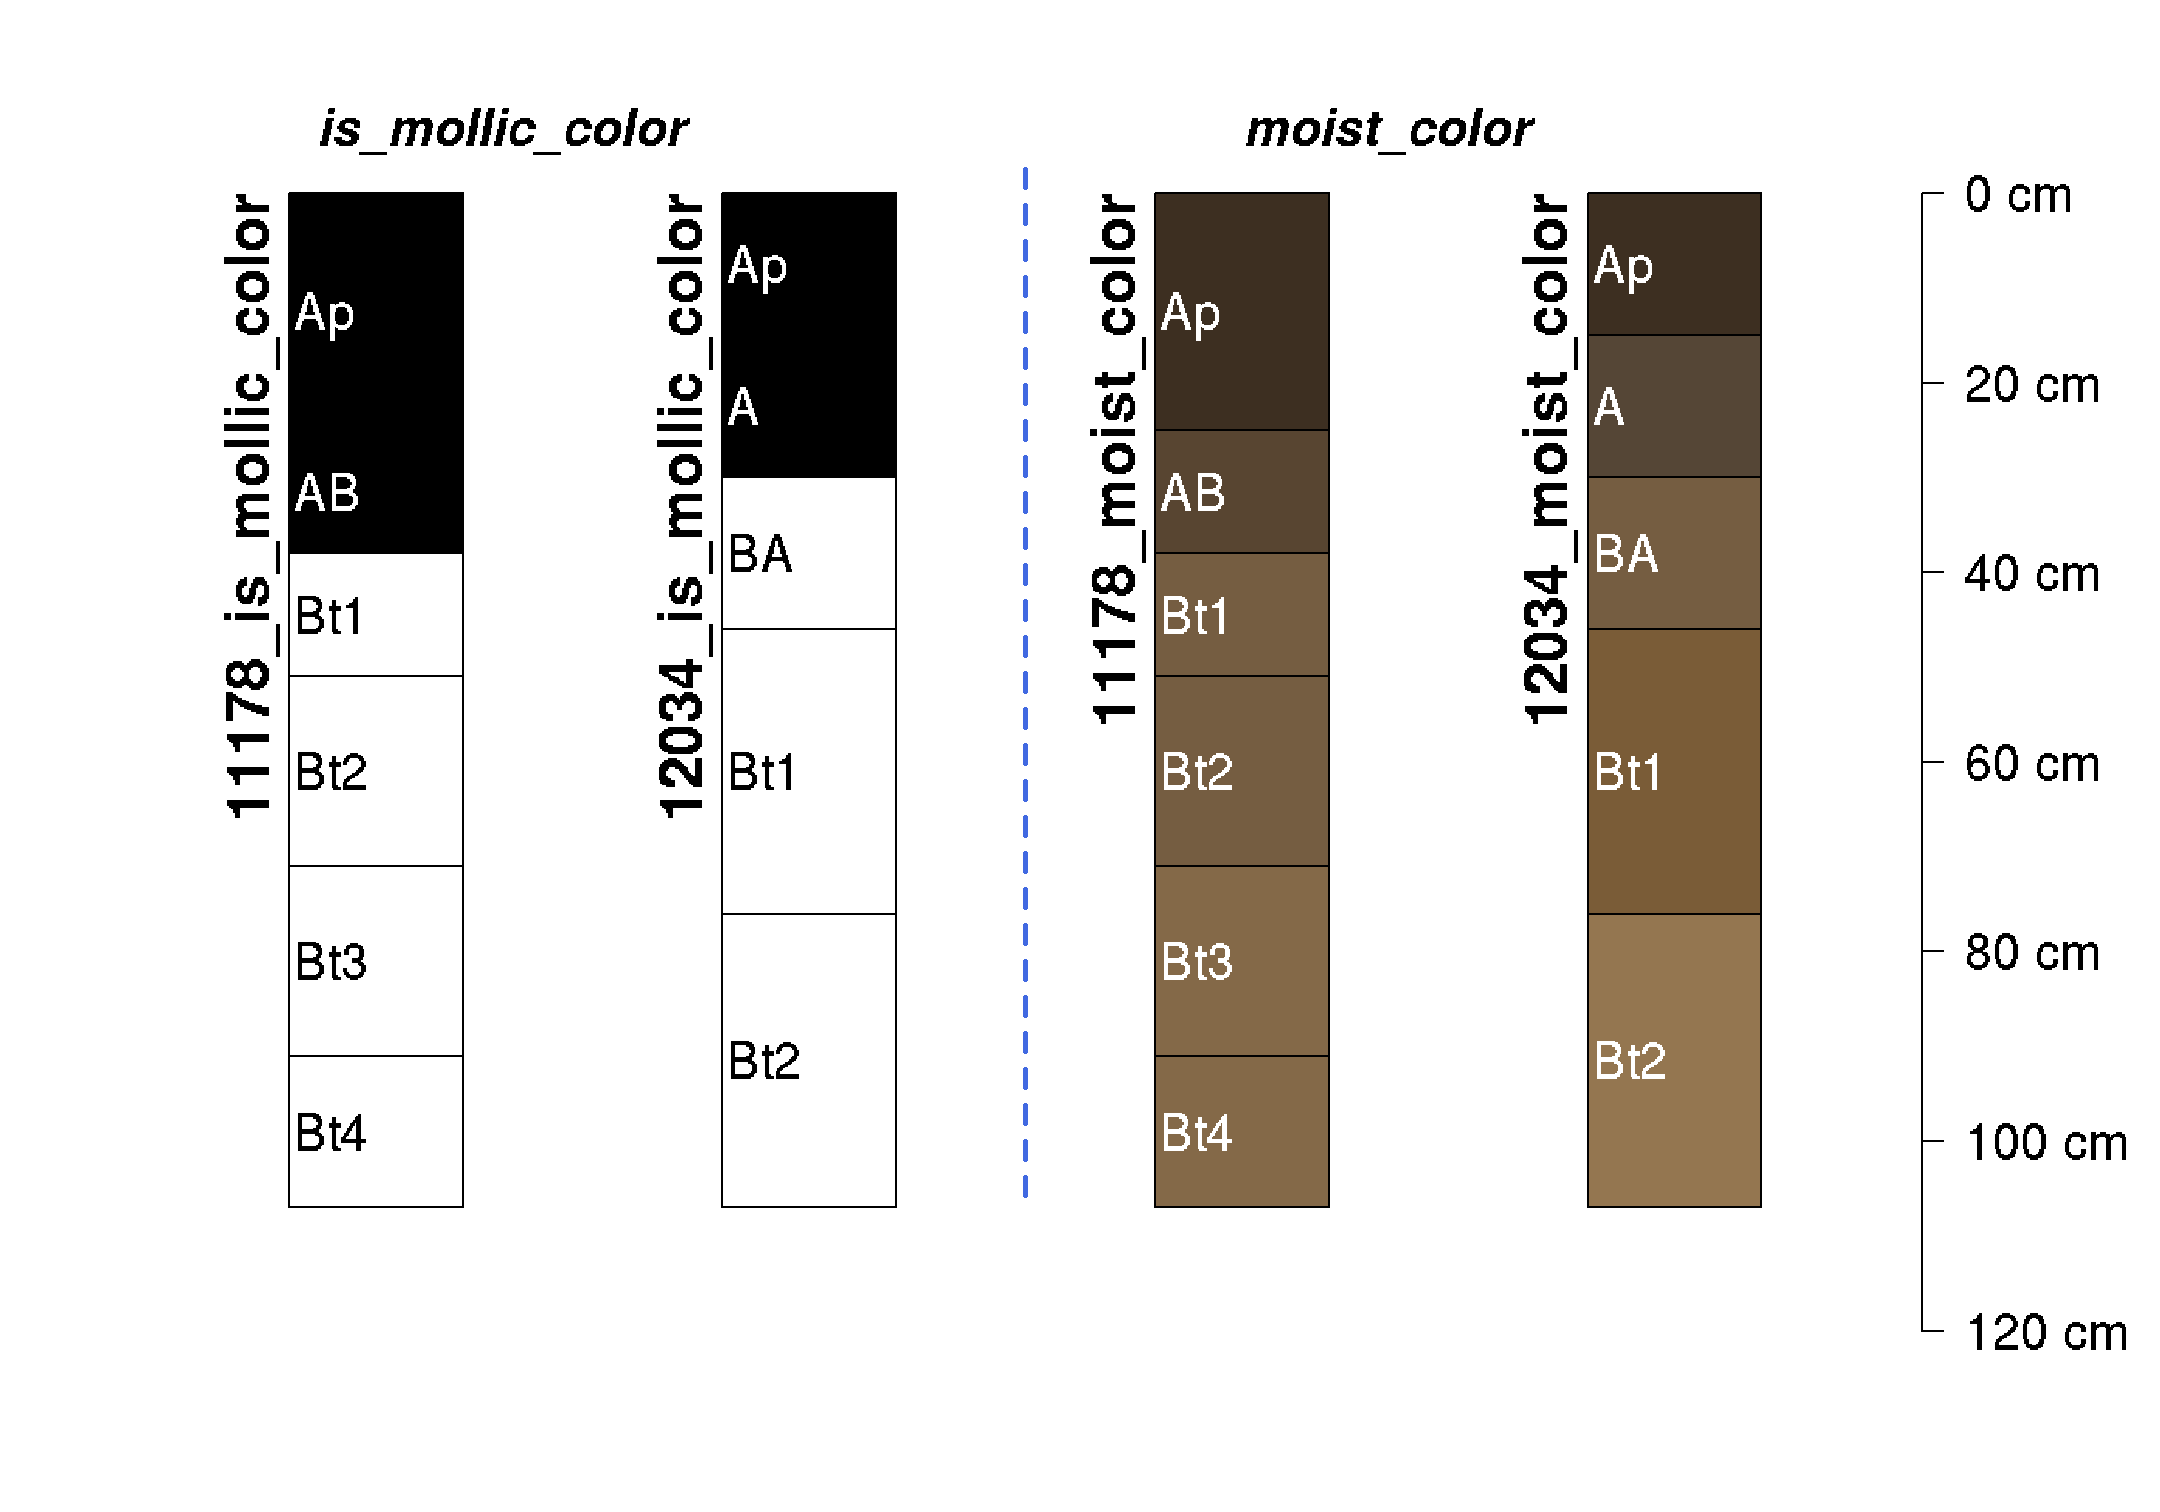 is_mollic_color
moist_color
11178_is_mollic_color
Ap
AB
Bt1
Bt2
Bt3
Bt4
12034_is_mollic_color
Ap
A
BA
Bt1
Bt2
11178_moist_color
Ap
AB
Bt1
Bt2
Bt3
Bt4
12034_moist_color
Ap
A
BA
Bt1
Bt2
0 cm
20 cm
40 cm
60 cm
80 cm
100 cm
120 cm